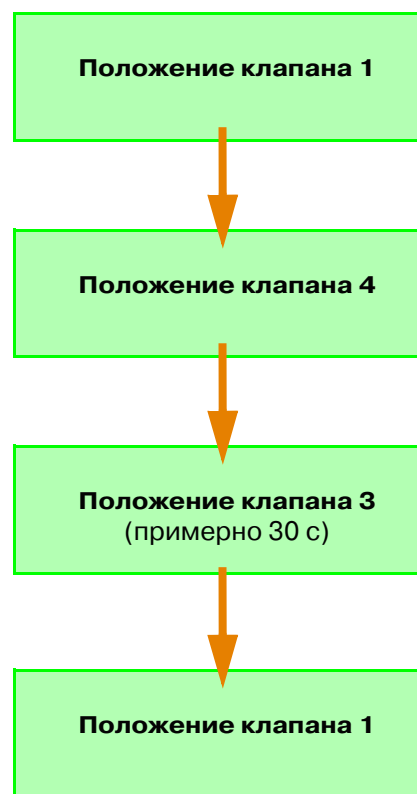 Положение клапана 1
Положение клапана 4
Положение клапана 3
(примерно 30 с)
Положение клапана 1